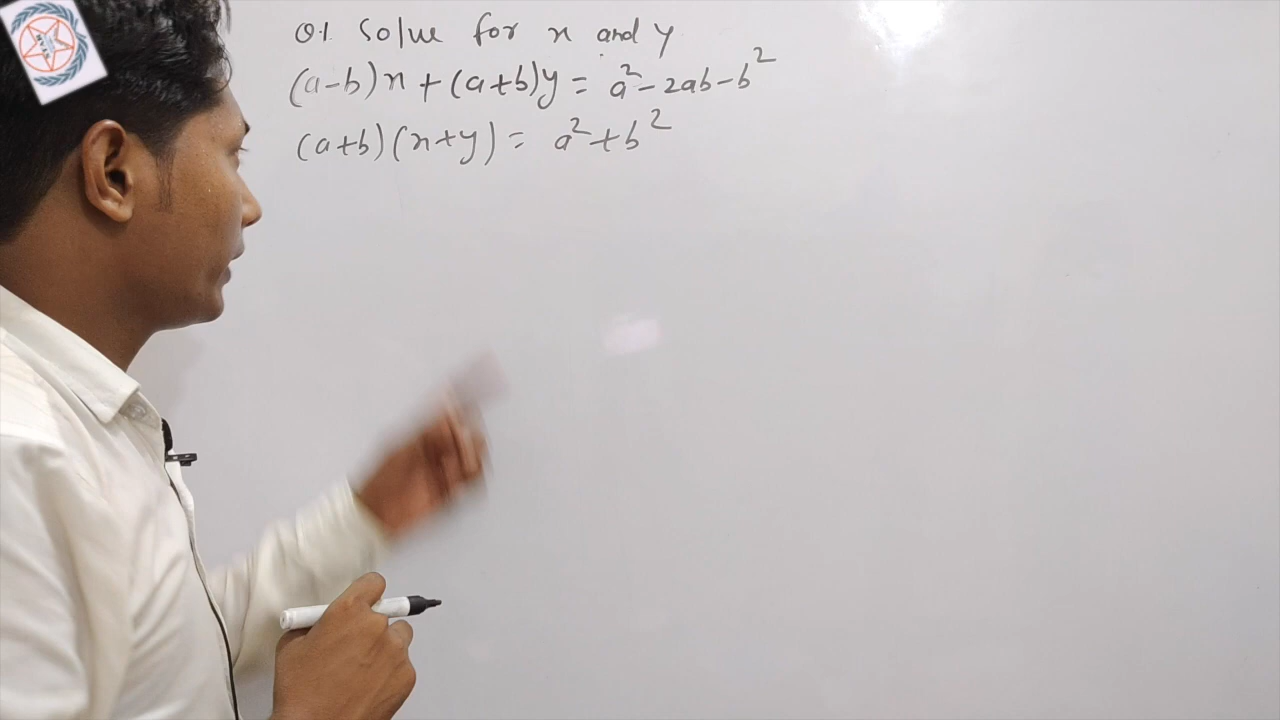 Q.1 Solve for x and y
(a-b)x + (a+b)y = a²-2ab-b²
(a+b)(x+y) = a²+b²